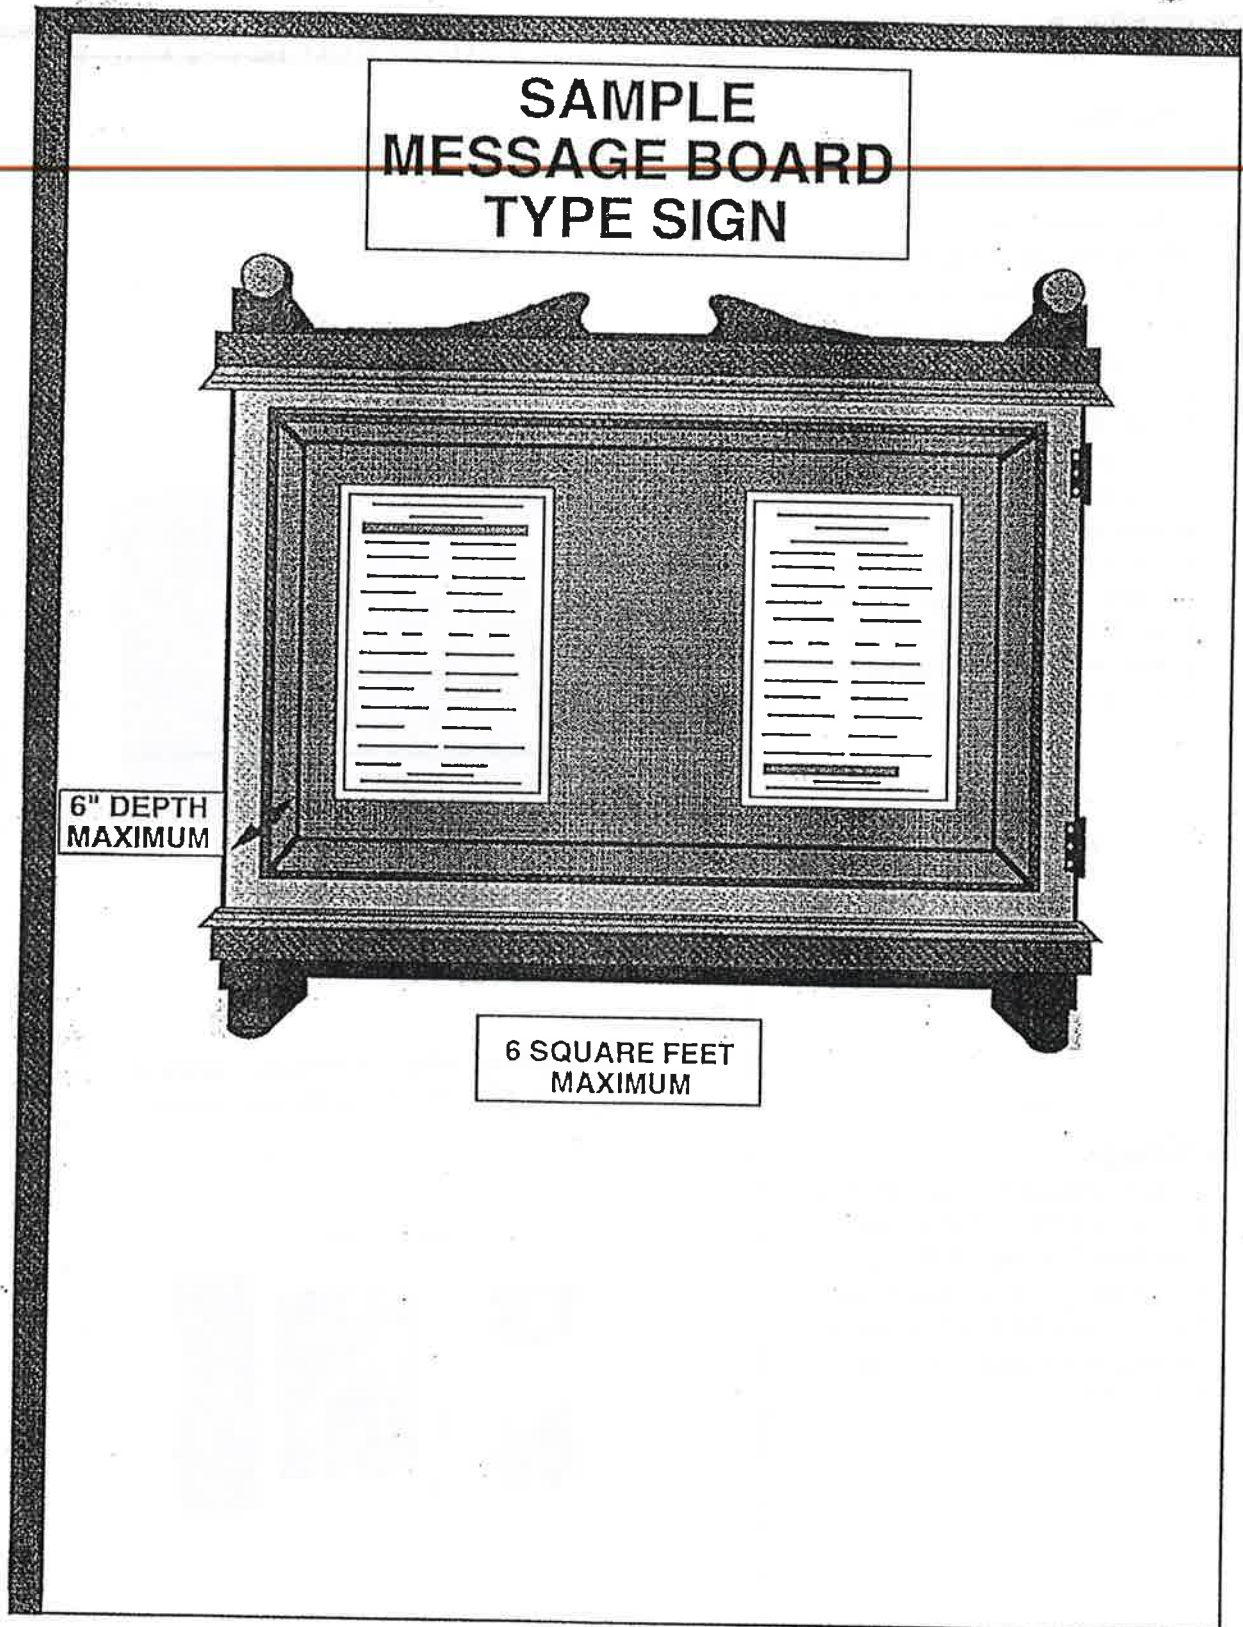 SAMPLE
MESSAGE BOARD
TYPE SIGN
6" DEPTH
MAXIMUM
6 SQUARE FEET
MAXIMUM